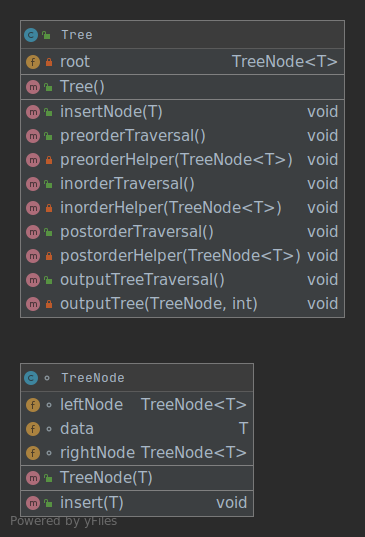 Tree
root TreeNode<T>
Tree()
insertNode(T) void
preorderTraversal() void
preorderHelper(TreeNode<T>) void
inorderTraversal() void
inorderHelper(TreeNode<T>) void
postorderTraversal() void
postorderHelper(TreeNode<T>) void
outputTreeTraversal() void
outputTree(TreeNode, int) void
TreeNode
leftNode TreeNode<T>
data T
rightNode TreeNode<T>
TreeNode(T)
insert(T) void
Powered by yFiles